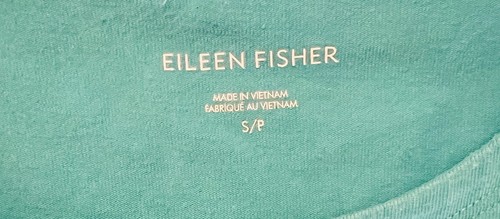 EILEEN FISHER
MADE IN VIETNAM
FABRIQUÉ AU VIETNAM
S/P